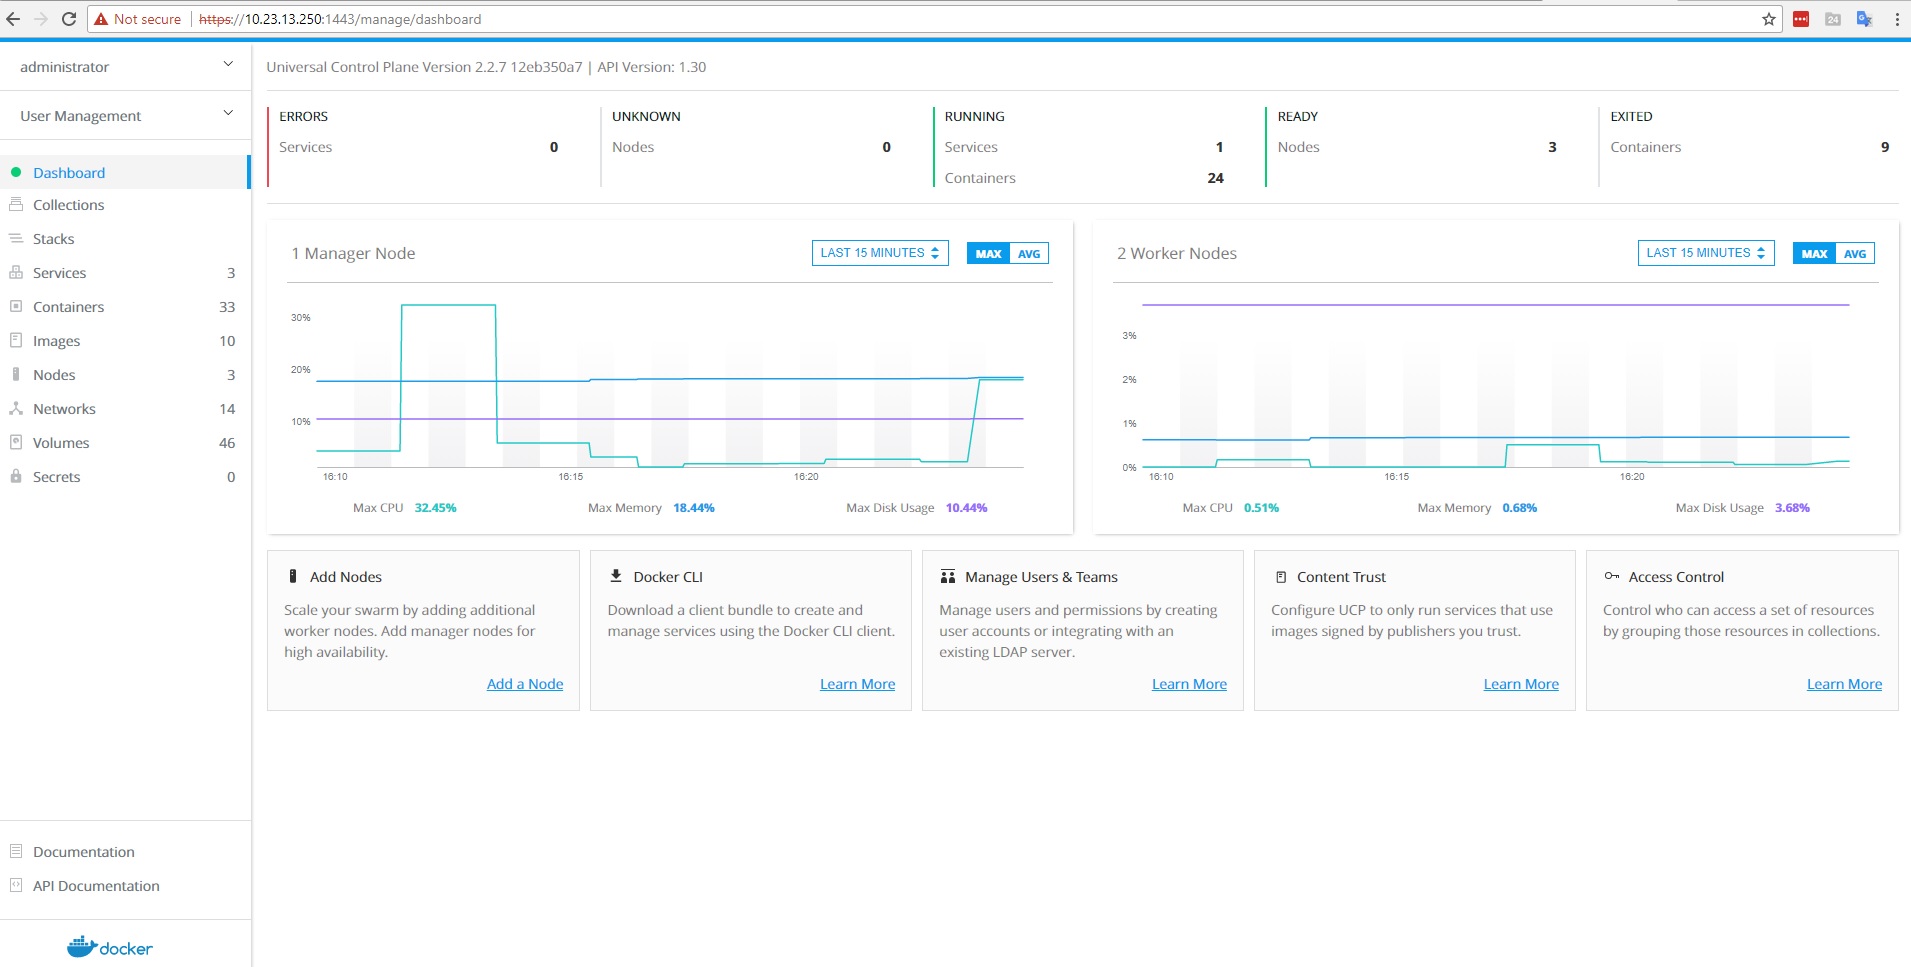 Not secure | https://10.23.13.250:1443/manage/dashboard
24
administrator
User Management
Dashboard
Collections
Stacks
Services 3
Containers 33
Images 10
Nodes 3
Networks 14
Volumes 46
Secrets 0
Documentation
API Documentation
docker
Universal Control Plane Version 2.2.7 12eb350a7 | API Version: 1.30
ERRORS
Services 0
UNKNOWN
Nodes 0
RUNNING
Services 1
Containers 24
READY
Nodes 3
EXITED
Containers 9
1 Manager Node LAST 15 MINUTES MAX AVG
30%
20%
10%
16:10 16:15 16:20
Max CPU 32.45% Max Memory 18.44% Max Disk Usage 10.44%
2 Worker Nodes LAST 15 MINUTES MAX AVG
3%
2%
1%
0%
16:10 16:15 16:20
Max CPU 0.51% Max Memory 0.68% Max Disk Usage 3.68%
Add Nodes
Scale your swarm by adding additional
worker nodes. Add manager nodes for
high availability.
Add a Node
Docker CLI
Download a client bundle to create and
manage services using the Docker CLI client.
Learn More
Manage Users & Teams
Manage users and permissions by creating
user accounts or integrating with an
existing LDAP server.
Learn More
Content Trust
Configure UCP to only run services that use
images signed by publishers you trust.
Learn More
Access Control
Control who can access a set of resources
by grouping those resources in collections.
Learn More